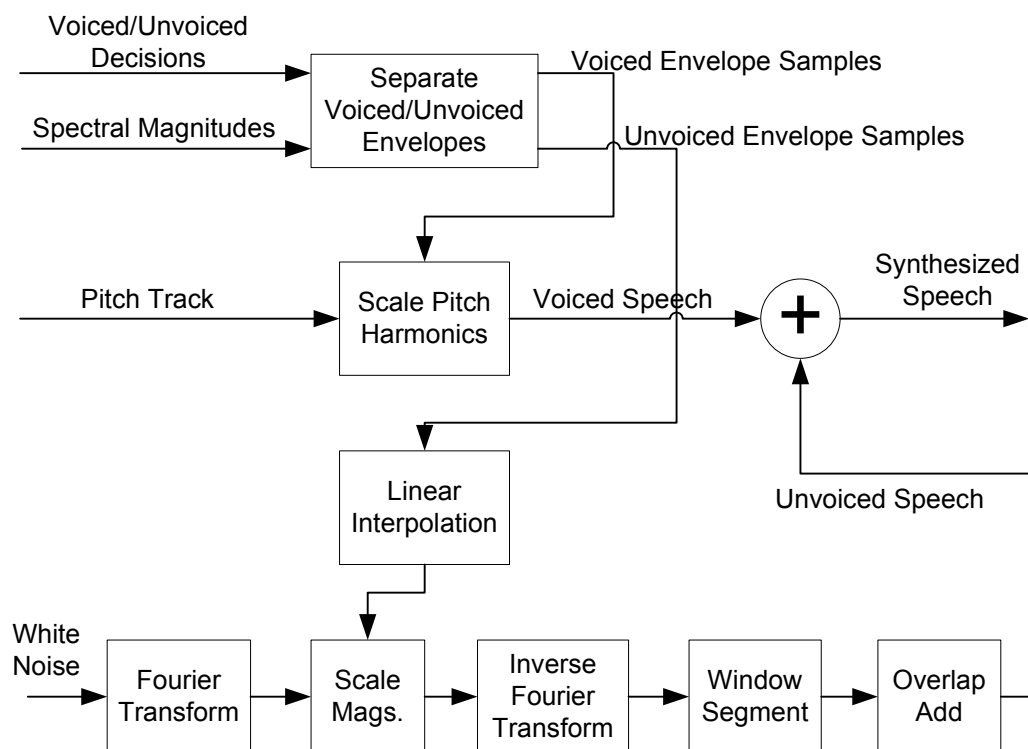 Voiced/Unvoiced
Decisions
Spectral Magnitudes
Separate
Voiced/Unvoiced
Envelopes
Voiced Envelope Samples
Unvoiced Envelope Samples
Pitch Track
Scale Pitch
Harmonics
Voiced Speech
+
Synthesized
Speech
Unvoiced Speech
Linear
Interpolation
White
Noise
Fourier
Transform
Scale
Mags.
Inverse
Fourier
Transform
Window
Segment
Overlap
Add